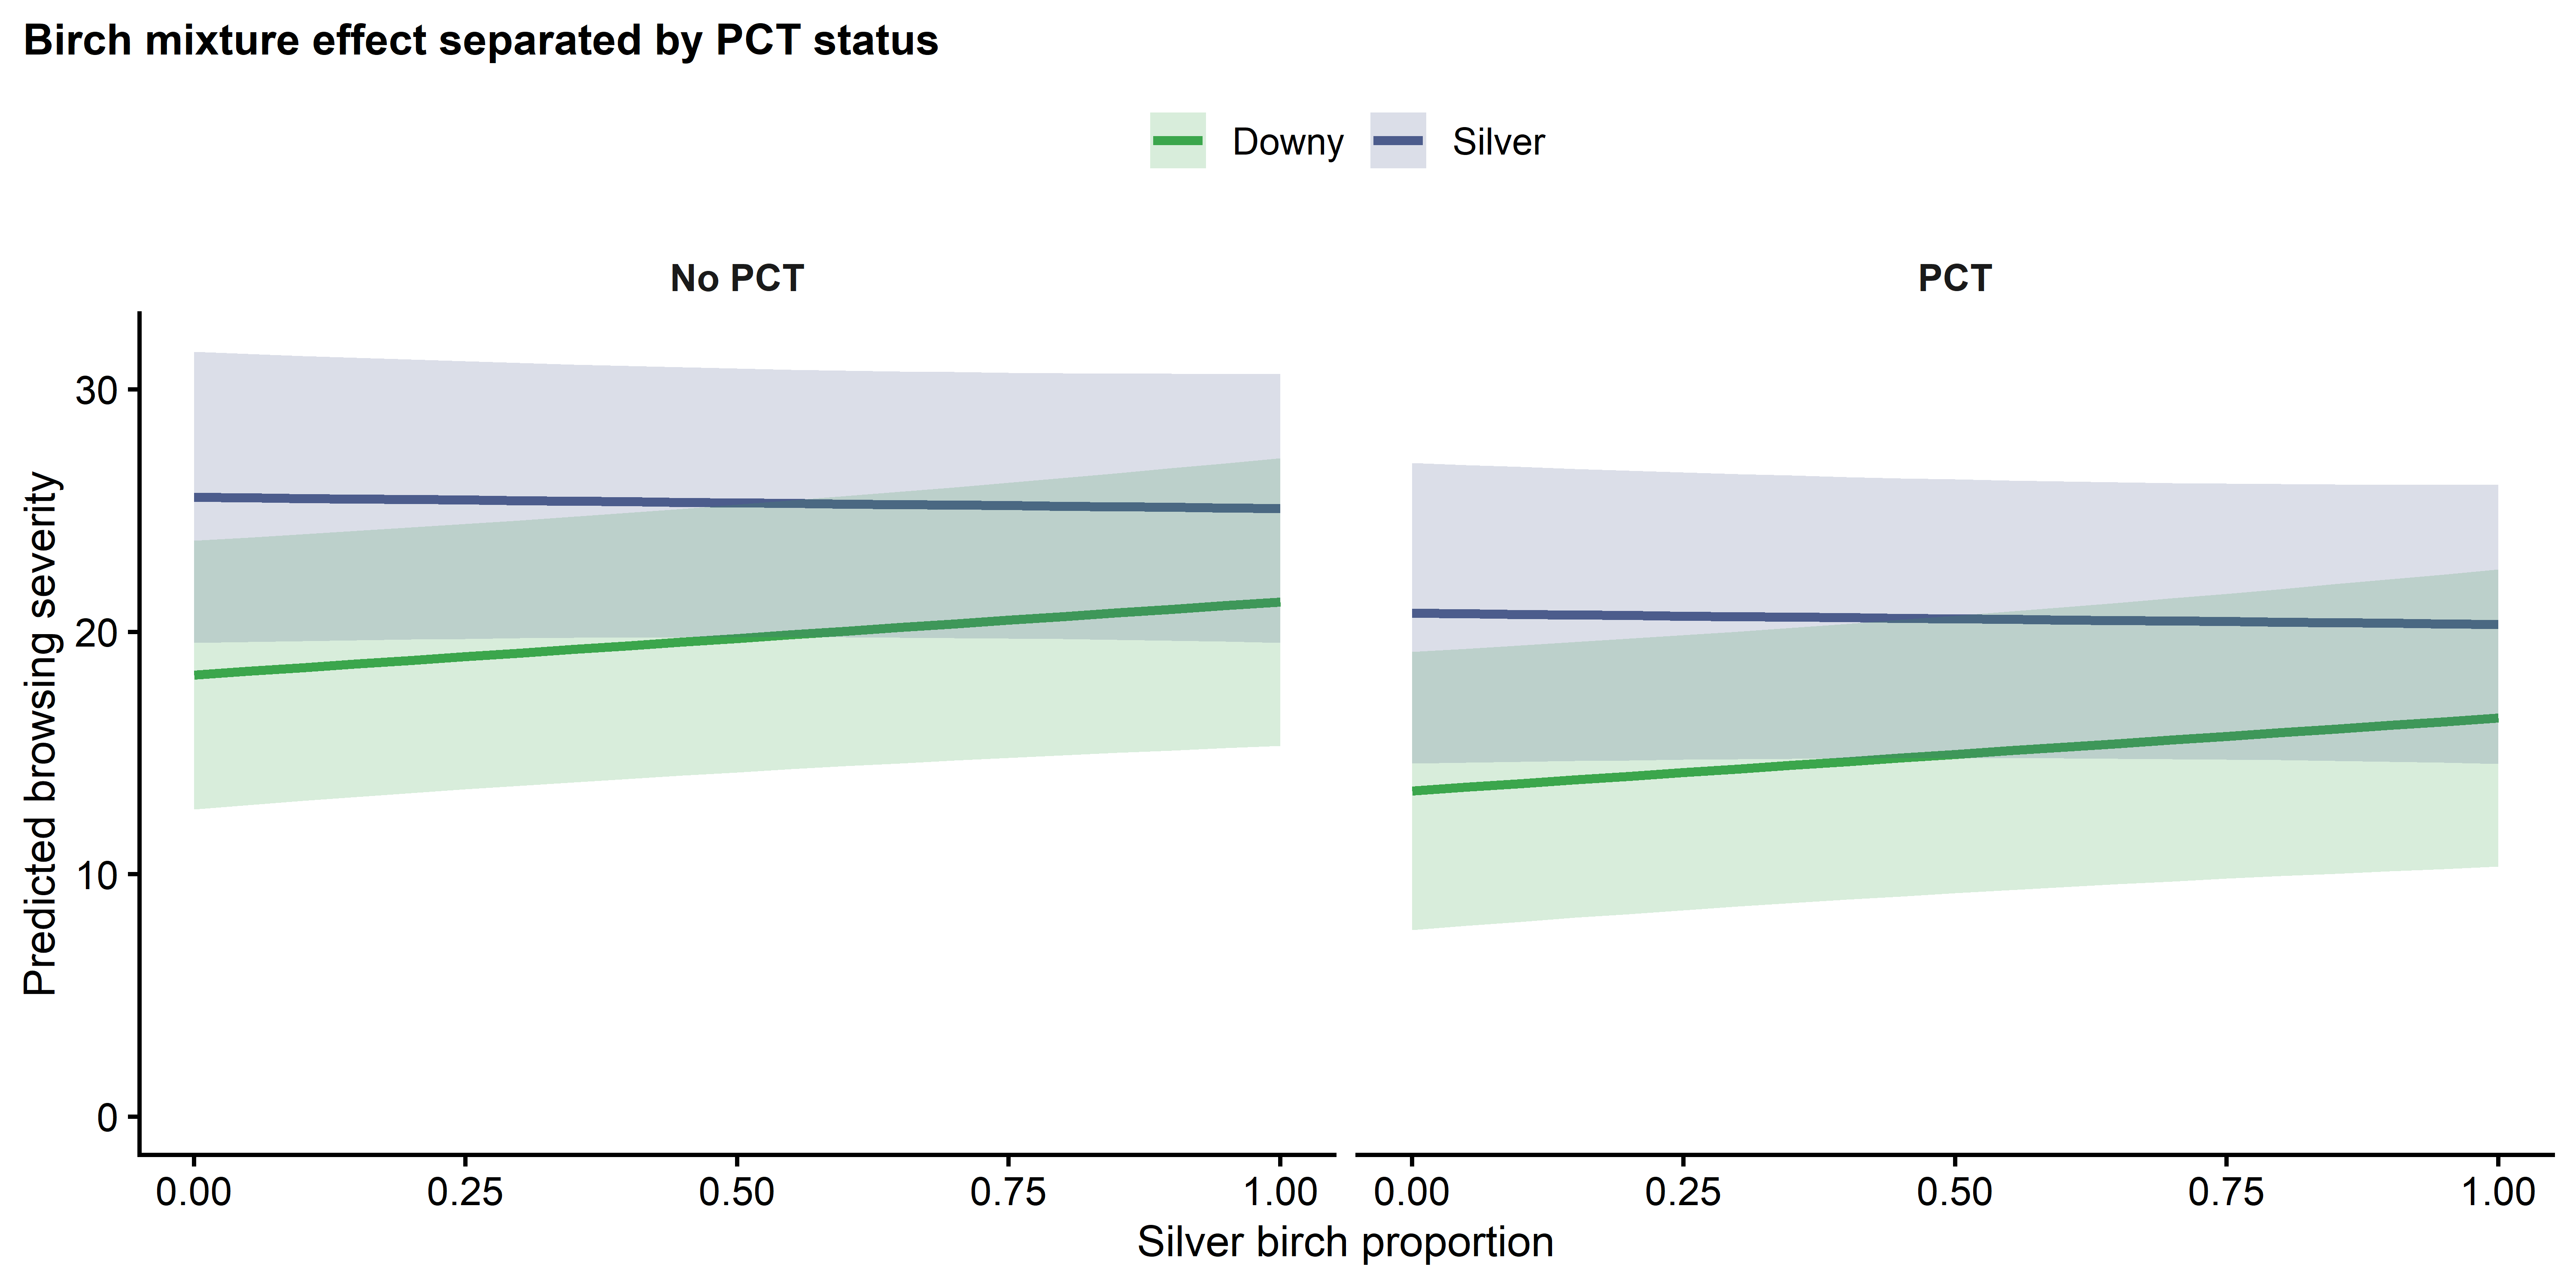 Birch mixture effect separated by PCT status
Downy Silver
No PCT PCT
Predicted browsing severity
30
20
10
0
0.00 0.25 0.50 0.75 1.00 0.00 0.25 0.50 0.75 1.00
Silver birch proportion